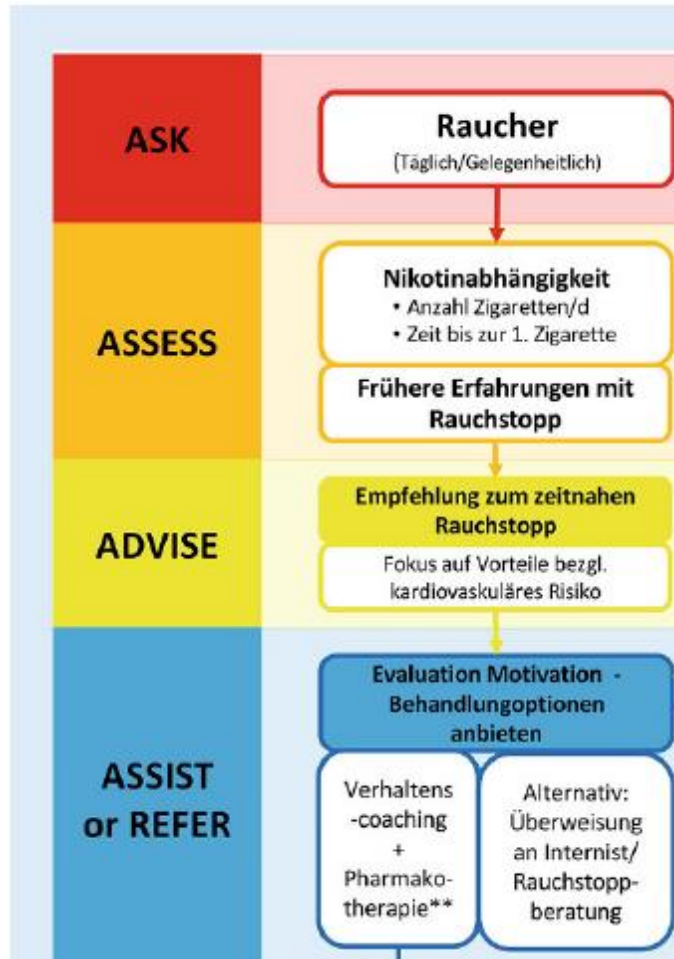 ASK
Raucher
(Täglich/Gelegenheitlich)
ASSESS
Nikotinabhängigkeit
• Anzahl Zigaretten/d
• Zeit bis zur 1. Zigarette
Frühere Erfahrungen mit
Rauchstopp
ADVISE
Empfehlung zum zeitnahen
Rauchstopp
Fokus auf Vorteile bezgl.
kardiovaskuläres Risiko
ASSIST
or REFER
Evaluation Motivation -
Behandlungoptionen
anbieten
Verhaltens
-coaching
+
Pharmako-
therapie**
Alternativ:
Überweisung
an Internist/
Rauchstopp-
beratung